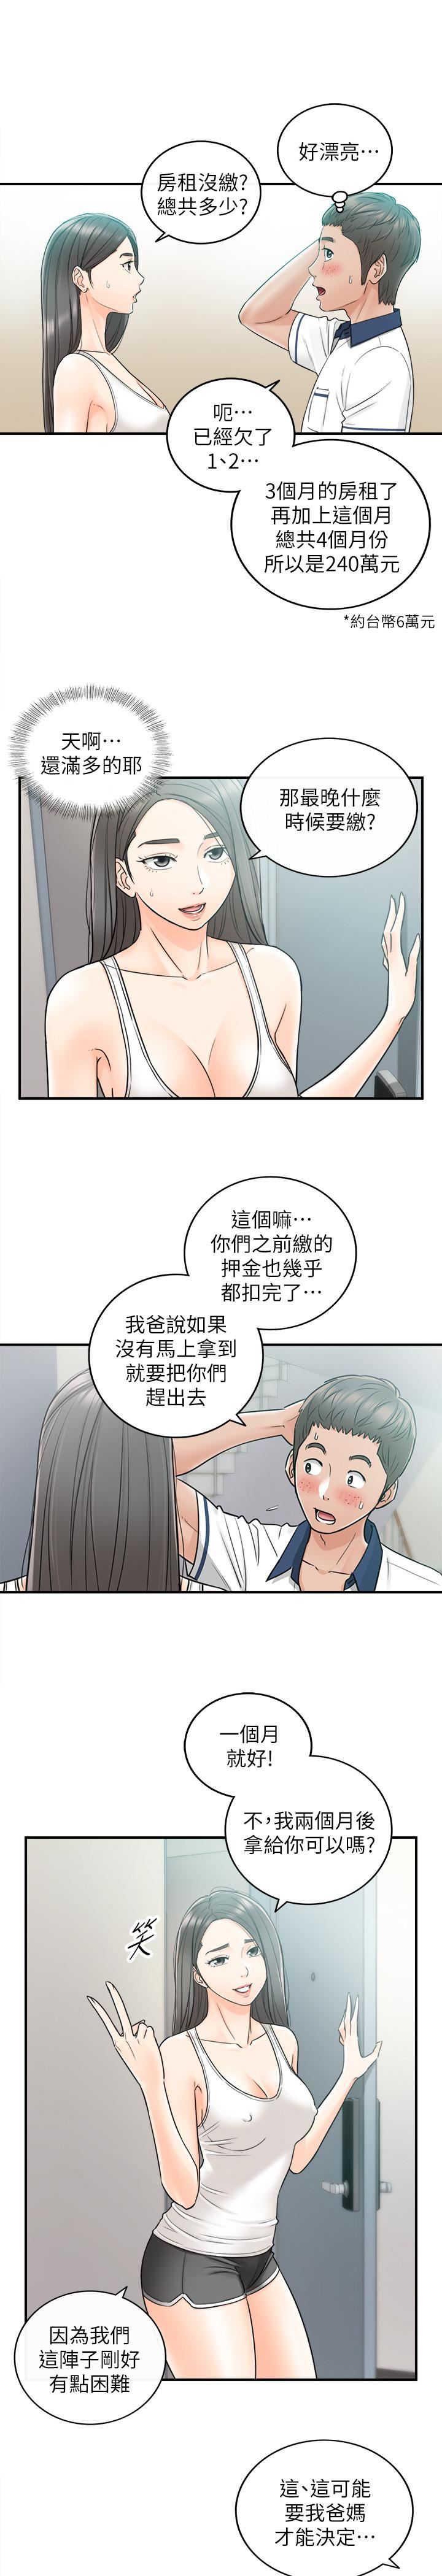 好漂亮⋯
房租沒繳?
總共多少?
呃⋯
已經欠了
1、2⋯
3個月的房租了
再加上這個月
總共4個月份
所以是240萬元
*約台幣6萬元
天啊⋯
還滿多的耶
那最晚什麼
時候要繳?
這個嘛⋯
你們之前繳的
押金也幾乎
都扣完了⋯
我爸說如果
沒有馬上拿到
就要把你們
趕出去
一個月
就好!
不,我兩個月後
拿給你可以嗎?
笑
因為我們
這陣子剛好
有點困難
這、這可能
要我爸媽
才能決定⋯